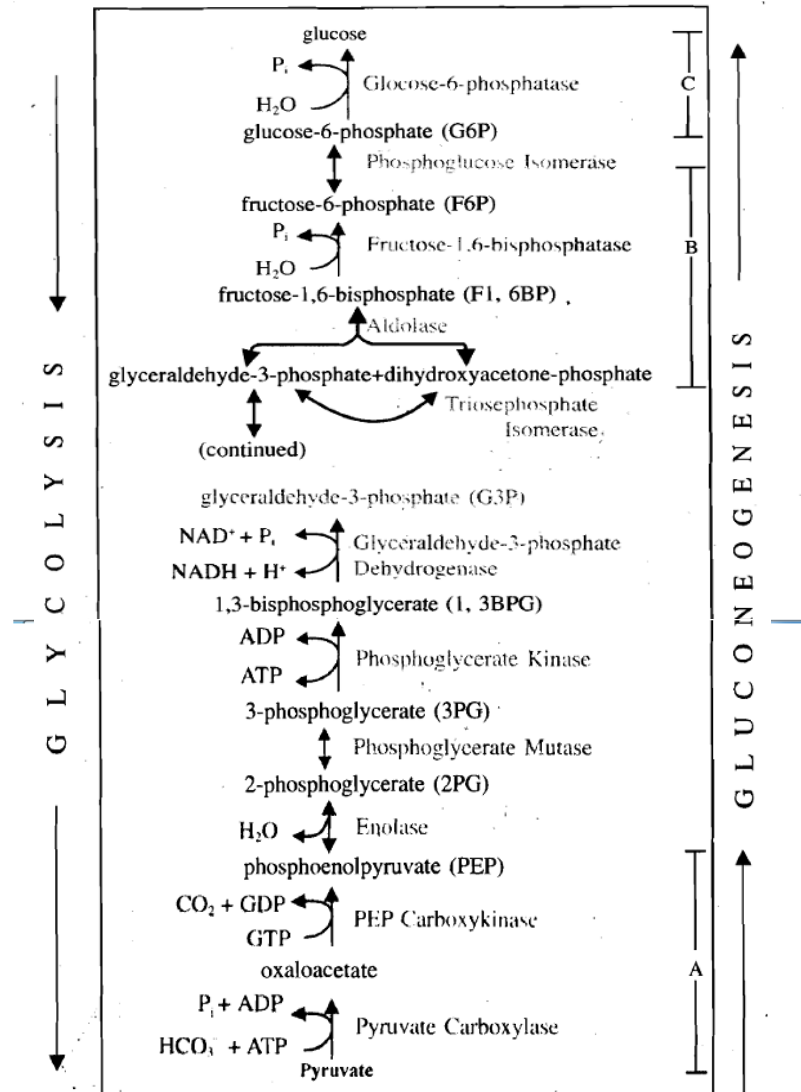 glucose
Pi
Glocose-6-phosphatase
H2O
C
glucose-6-phosphate (G6P)
Phosphoglucose Isomerase
fructose-6-phosphate (F6P)
Pi
Fructose-1,6-bisphosphatase
B
H2O
fructose-1,6-bisphosphate (F1, 6BP)
Aldolase
glyceraldehyde-3-phosphate+dihydroxyacetone-phosphate
Triosephosphate
Isomerase
(continued)
glyceraldehyde-3-phosphate (G3P)
NAD+ + Pi
Glyceraldehyde-3-phosphate
NADH + H+
Dehydrogenase
1,3-bisphosphoglycerate (1, 3BPG)
ADP
Phosphoglycerate Kinase
ATP
3-phosphoglycerate (3PG)
Phosphoglycerate Mutase
2-phosphoglycerate (2PG)
H2O
Enolase
phosphoenolpyruvate (PEP)
CO2 + GDP
PEP Carboxykinase
GTP
oxaloacetate
A
Pi + ADP
Pyruvate Carboxylase
HCO3- + ATP
Pyruvate
GLYCOLYSIS
GLUCONEOGENESIS